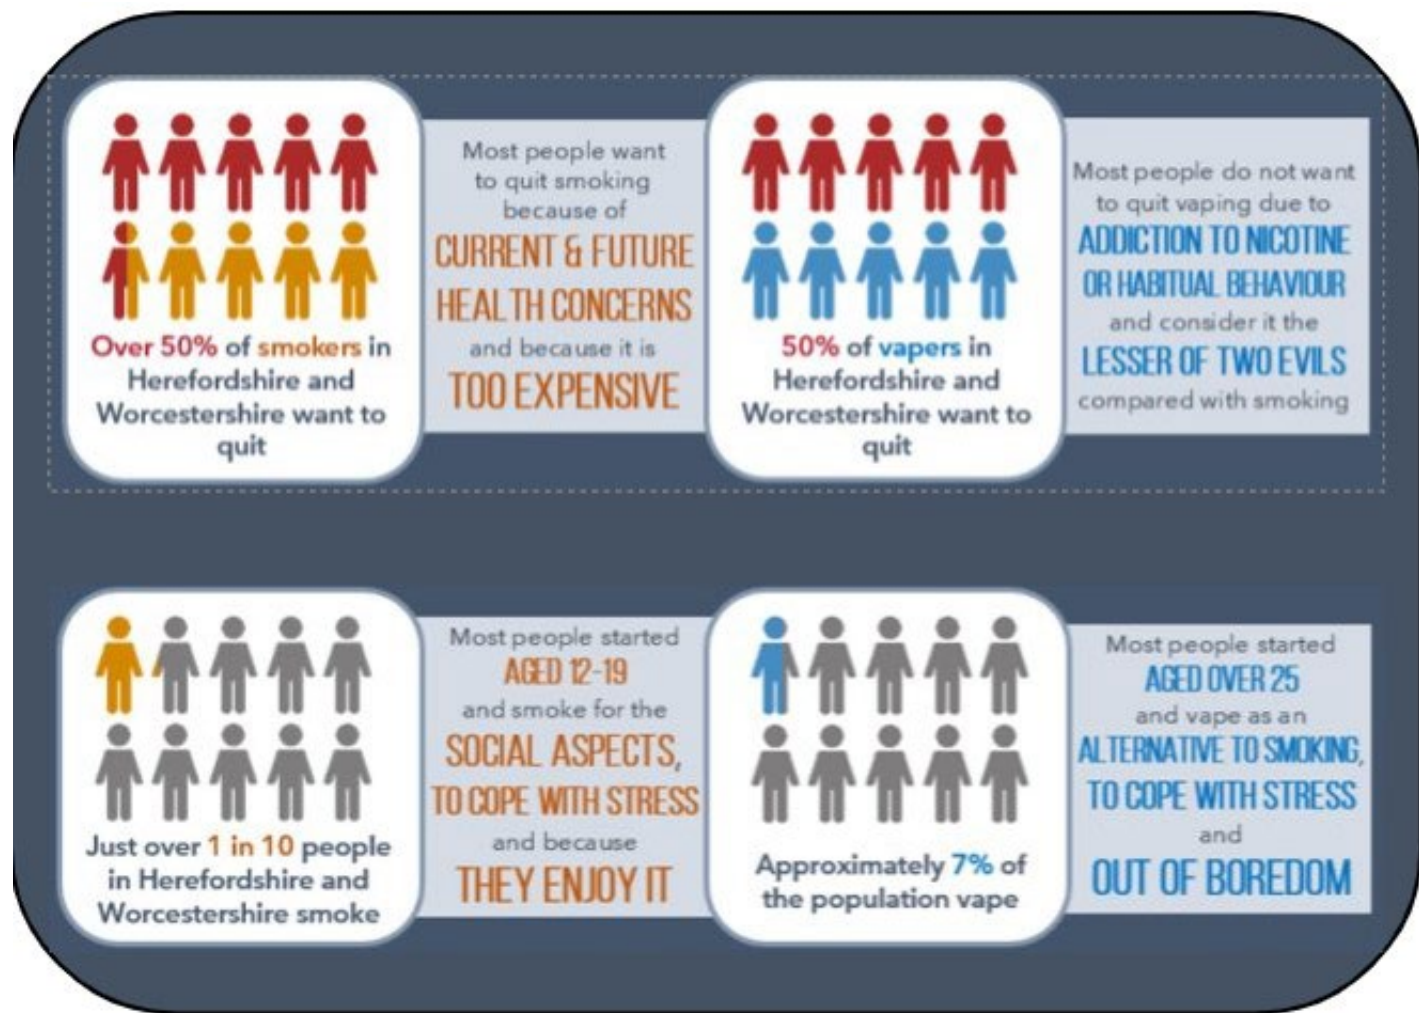 Over 50% of smokers in
Herefordshire and
Worcestershire want to
quit
Most people want
to quit smoking
because of
CURRENT & FUTURE
HEALTH CONCERNS
and because it is
TOO EXPENSIVE
50% of vapers in
Herefordshire and
Worcestershire want to
quit
Most people do not want
to quit vaping due to
ADDICTION TO NICOTINE
OR HABITUAL BEHAVIOUR
and consider it the
LESSER OF TWO EVILS
compared with smoking
Just over 1 in 10 people
in Herefordshire and
Worcestershire smoke
Most people started
AGED 12-19
and smoke for the
SOCIAL ASPECTS,
TO COPE WITH STRESS
and because
THEY ENJOY IT
Approximately 7% of
the population vape
Most people started
AGED OVER 25
and vape as an
ALTERNATIVE TO SMOKING,
TO COPE WITH STRESS
and
OUT OF BOREDOM